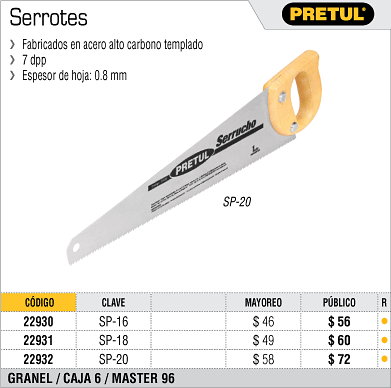 Serrotes
PRETUL®
Fabricados en acero alto carbono templado
7 dpp
Espesor de hoja: 0.8 mm
PRETUL Serrucho
SP-20
CÓDIGO CLAVE MAYOREO PÚBLICO R
22930 SP-16 $ 46 $ 56
22931 SP-18 $ 49 $ 60
22932 SP-20 $ 58 $ 72
GRANEL / CAJA 6 / MASTER 96